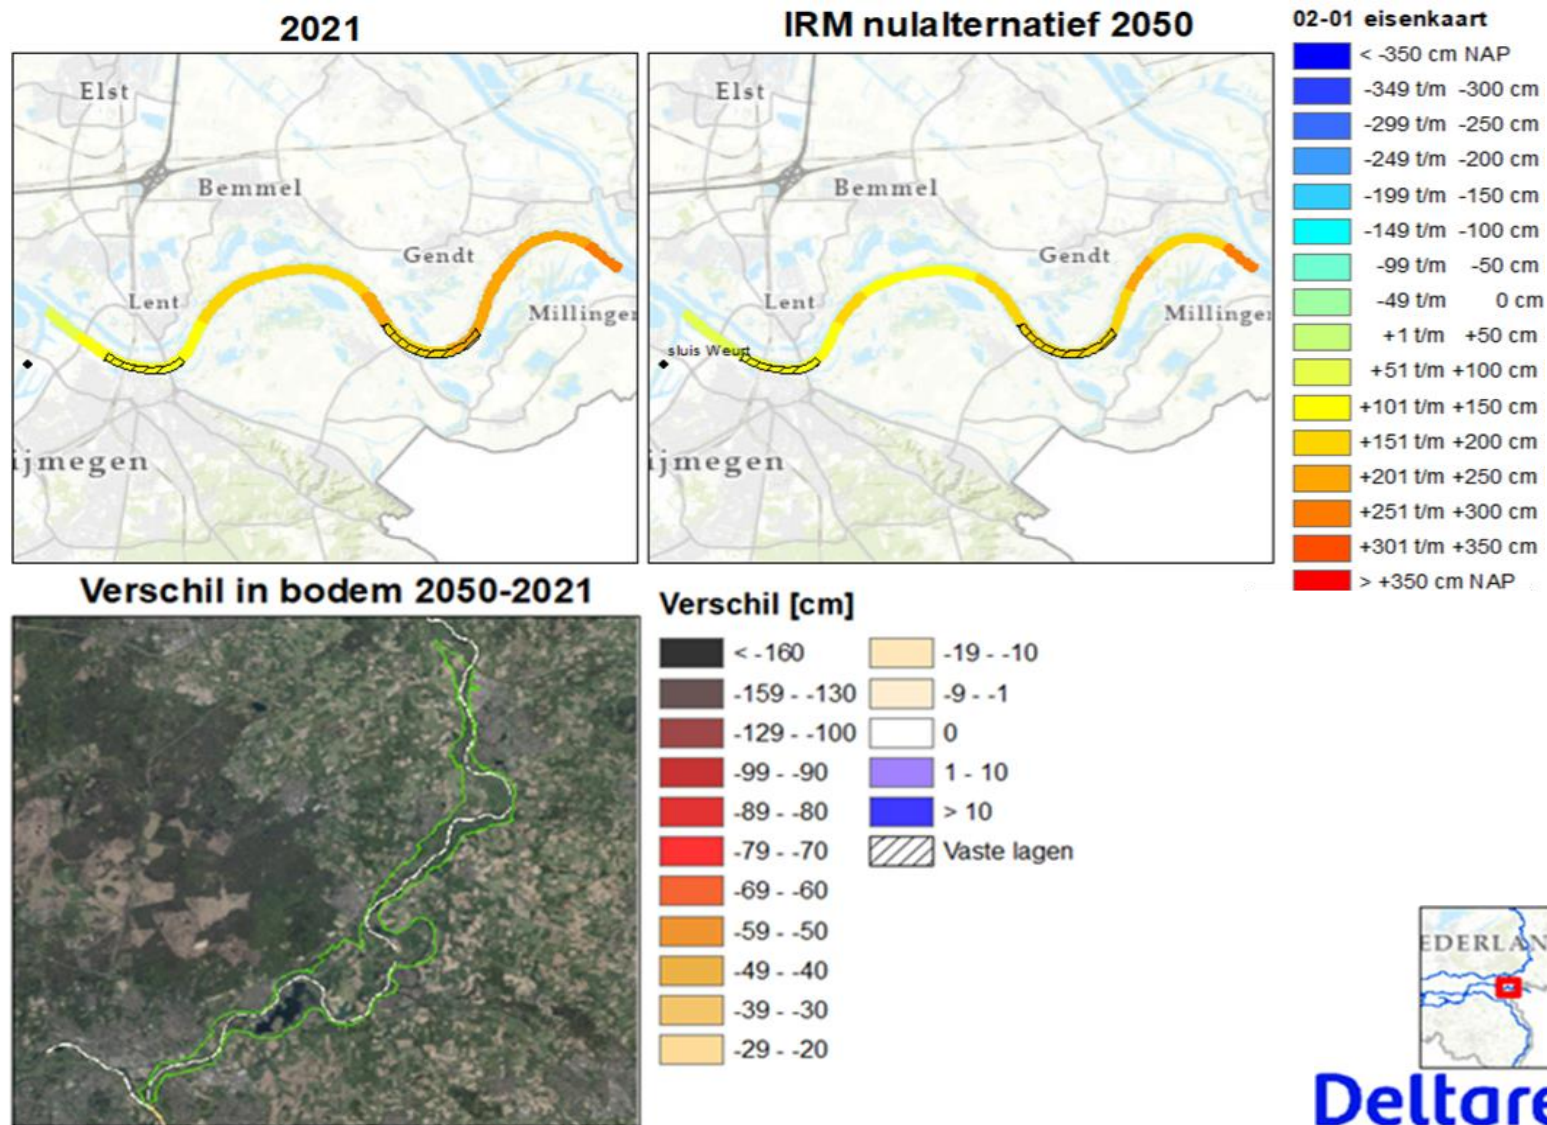 2021
IRM nulalternatief 2050
02-01 eisenkaart
< -350 cm NAP
-349 t/m -300 cm
-299 t/m -250 cm
-249 t/m -200 cm
-199 t/m -150 cm
-149 t/m -100 cm
-99 t/m -50 cm
-49 t/m 0 cm
+1 t/m +50 cm
+51 t/m +100 cm
+101 t/m +150 cm
+151 t/m +200 cm
+201 t/m +250 cm
+251 t/m +300 cm
+301 t/m +350 cm
> +350 cm NAP
Elst
Bemmel
Gendt
Lent
Millingen
ijmegen
Elst
Bemmel
Gendt
Lent
Millingen
sluis Weurt
ijmegen
Verschil in bodem 2050-2021
Verschil [cm]
< -160
-159 - -130
-129 - -100
-99 - -90
-89 - -80
-79 - -70
-69 - -60
-59 - -50
-49 - -40
-39 - -30
-29 - -20
-19 - -10
-9 - -1
0
1 - 10
> 10
Vaste lagen
EDERLAN
Deltare